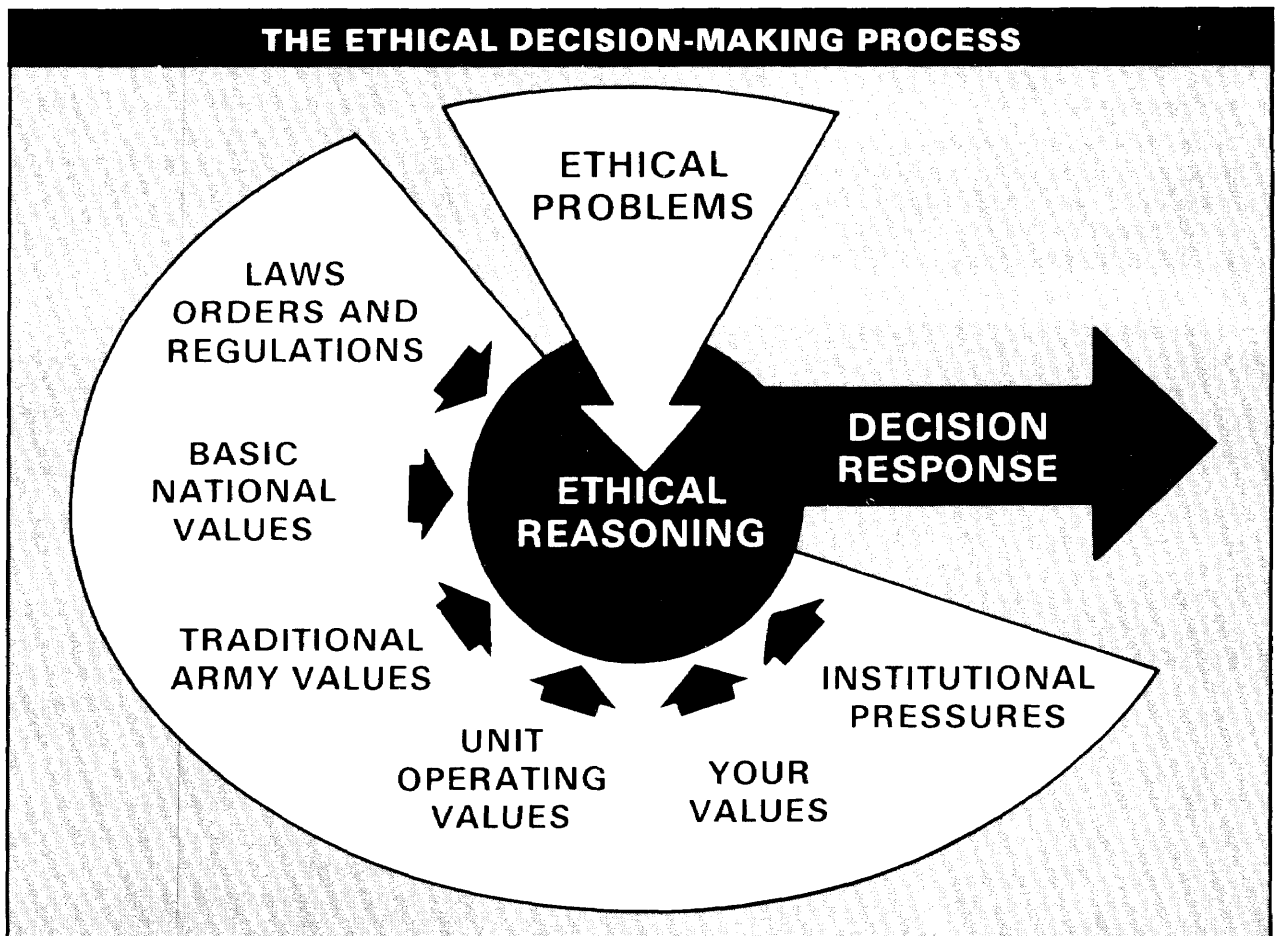 THE ETHICAL DECISION-MAKING PROCESS
ETHICAL
PROBLEMS
LAWS
ORDERS AND
REGULATIONS
BASIC
NATIONAL
VALUES
TRADITIONAL
ARMY VALUES
UNIT
OPERATING
VALUES
YOUR
VALUES
INSTITUTIONAL
PRESSURES
ETHICAL
REASONING
DECISION
RESPONSE